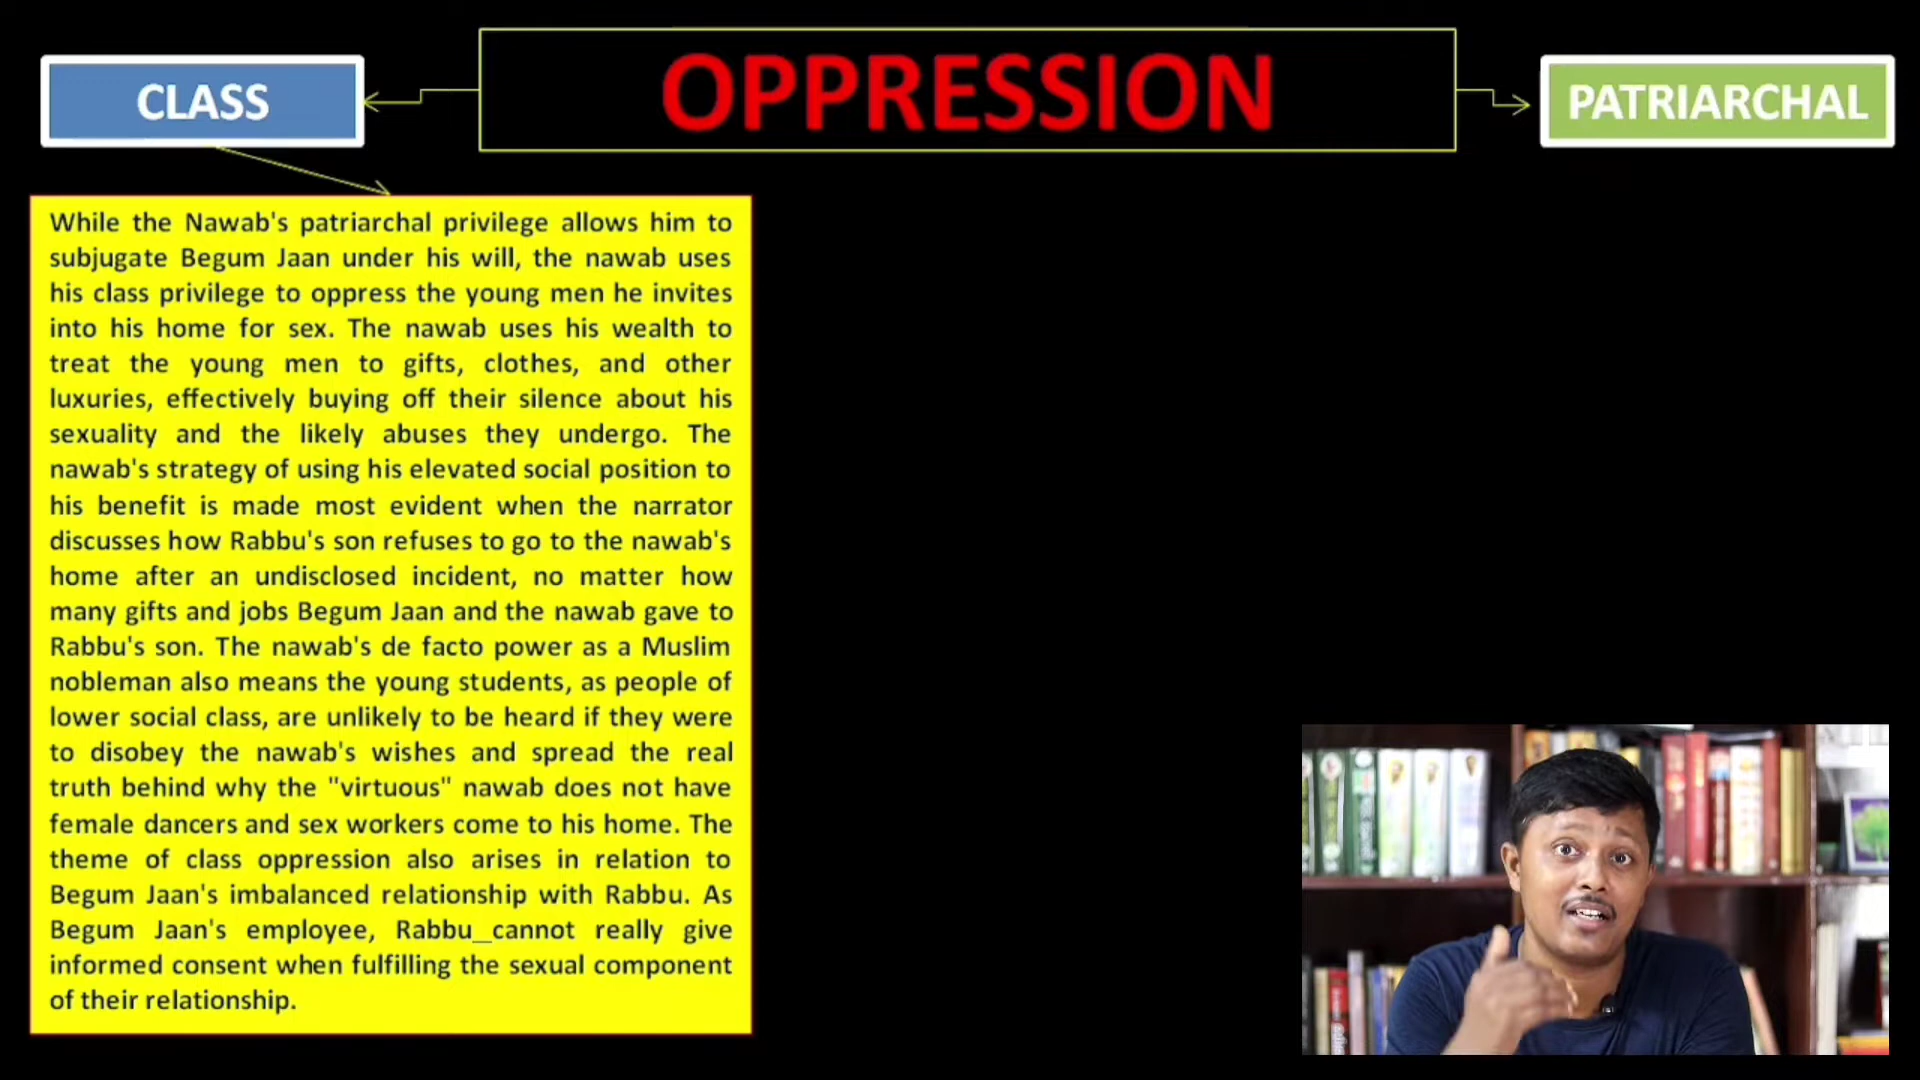 OPPRESSION
CLASS
PATRIARCHAL
While the Nawab's patriarchal privilege allows him to
subjugate Begum Jaan under his will, the nawab uses
his class privilege to oppress the young men he invites
into his home for sex. The nawab uses his wealth to
treat the young men to gifts, clothes, and other
luxuries, effectively buying off their silence about his
sexuality and the likely abuses they undergo. The
nawab's strategy of using his elevated social position to
his benefit is made most evident when the narrator
discusses how Rabbu's son refuses to go to the nawab's
home after an undisclosed incident, no matter how
many gifts and jobs Begum Jaan and the nawab gave to
Rabbu's son. The nawab's de facto power as a Muslim
nobleman also means the young students, as people of
lower social class, are unlikely to be heard if they were
to disobey the nawab's wishes and spread the real
truth behind why the "virtuous" nawab does not have
female dancers and sex workers come to his home. The
theme of class oppression also arises in relation to
Begum Jaan's imbalanced relationship with Rabbu. As
Begum Jaan's employee, Rabbu_cannot really give
informed consent when fulfilling the sexual component
of their relationship.